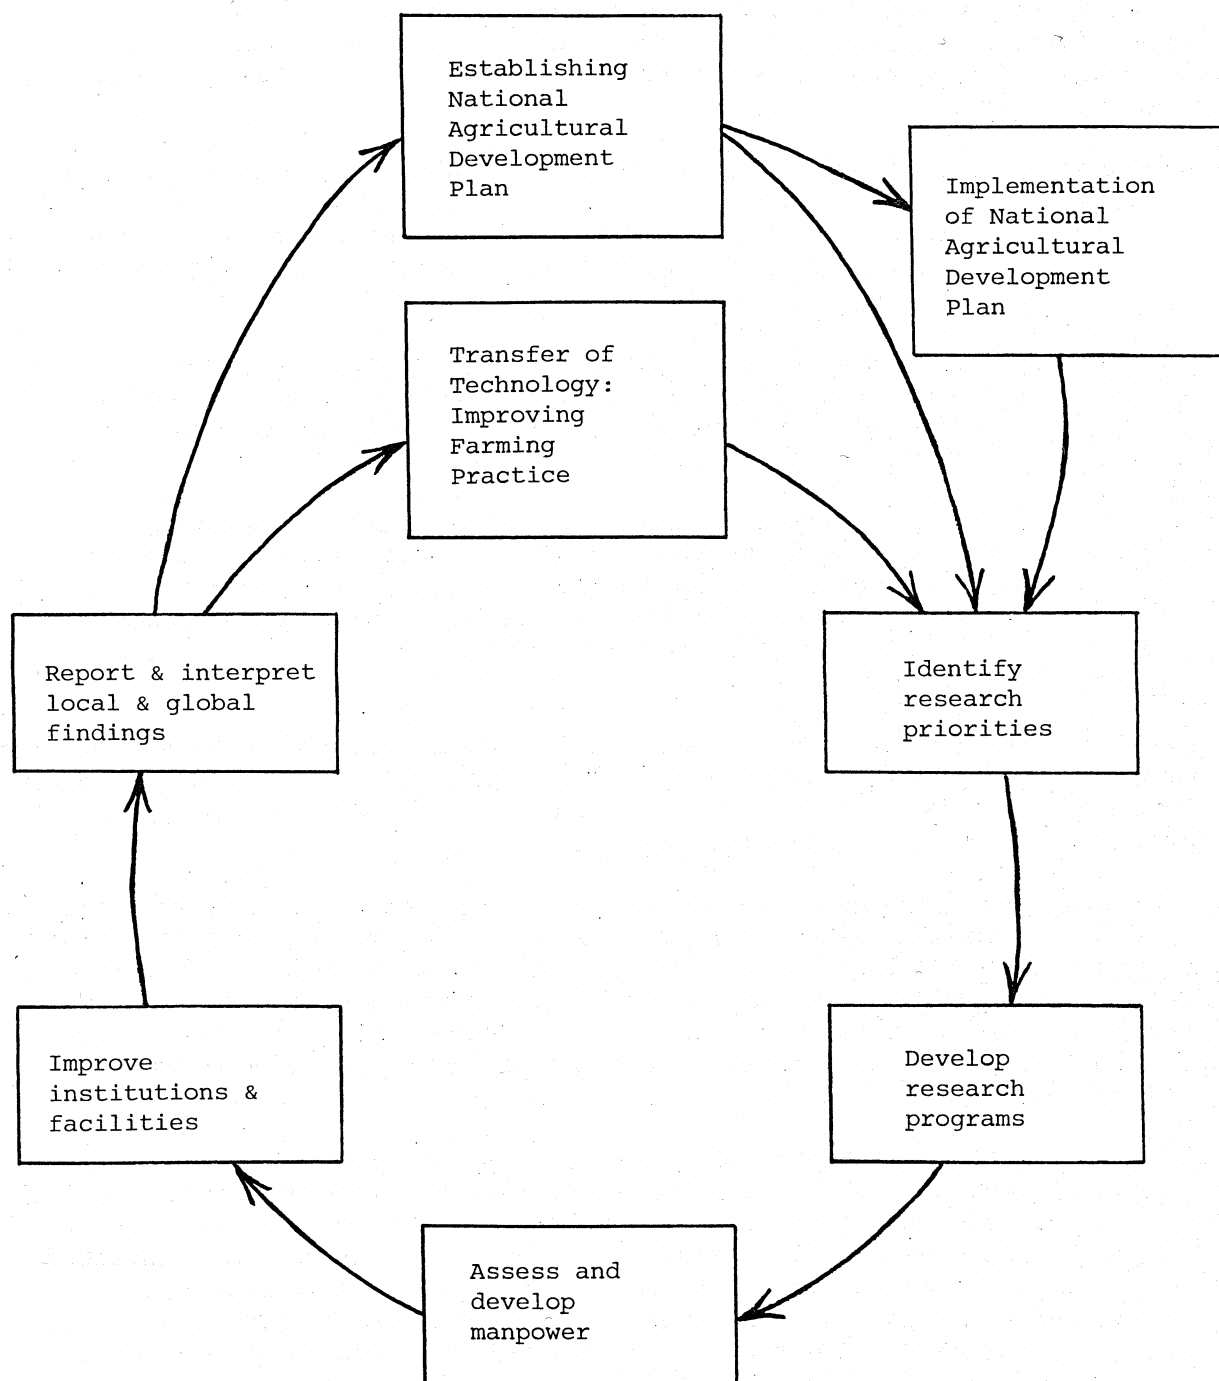 Establishing
National
Agricultural
Development
Plan
Implementation
of National
Agricultural
Development
Plan
Transfer of
Technology:
Improving
Farming
Practice
Report & interpret
local & global
findings
Identify
research
priorities
Improve
institutions &
facilities
Develop
research
programs
Assess and
develop
manpower